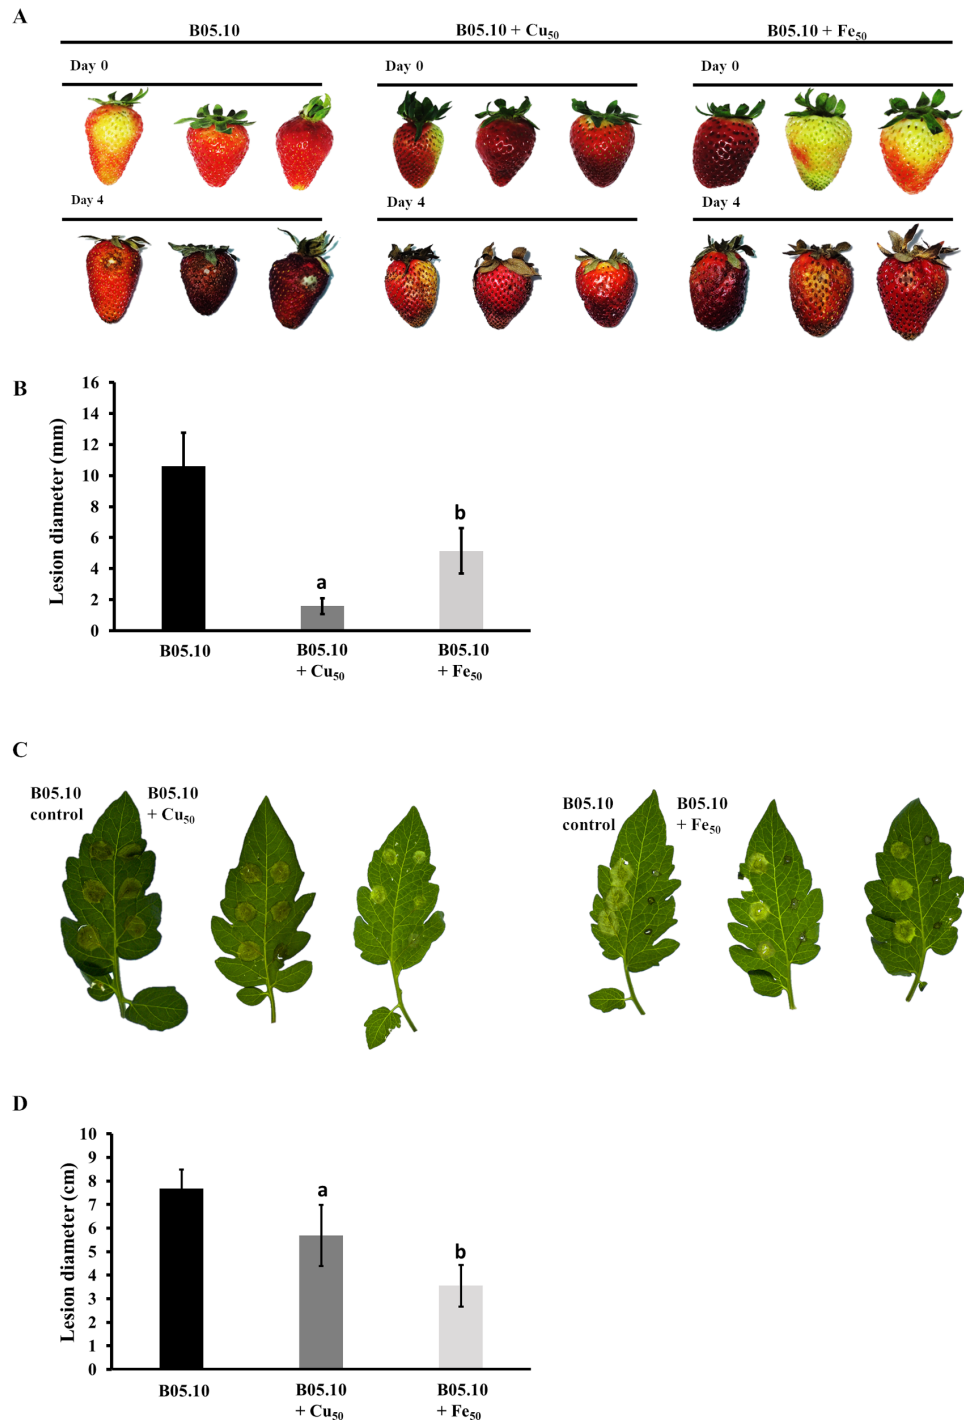 A
B05.10
B05.10 + Cu₅₀
B05.10 + Fe₅₀
Day 0
Day 0
Day 0
Day 4
Day 4
Day 4
B
Lesion diameter (mm)
16
14
12
10
8
6
4
2
0
a
b
B05.10
B05.10
+ Cu₅₀
B05.10
+ Fe₅₀
C
B05.10
control
B05.10
+ Cu₅₀
B05.10
control
B05.10
+ Fe₅₀
D
Lesion diameter (cm)
10
9
8
7
6
5
4
3
2
1
0
a
b
B05.10
B05.10
+ Cu₅₀
B05.10
+ Fe₅₀